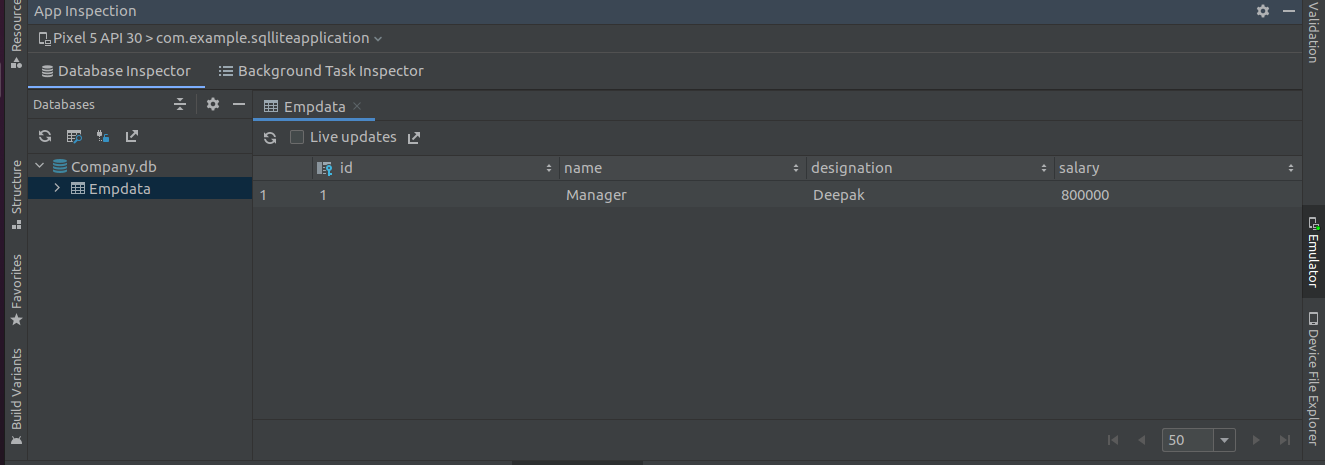 App Inspection
Pixel 5 API 30 > com.example.sqlliteapplication
Database Inspector
Background Task Inspector
Databases
Empdata
Live updates
Company.db
Empdata
id name designation salary
1 1 Manager Deepak 800000
50
Resource
Structure
Favorites
Build Variants
Validation
Emulator
Device File Explorer